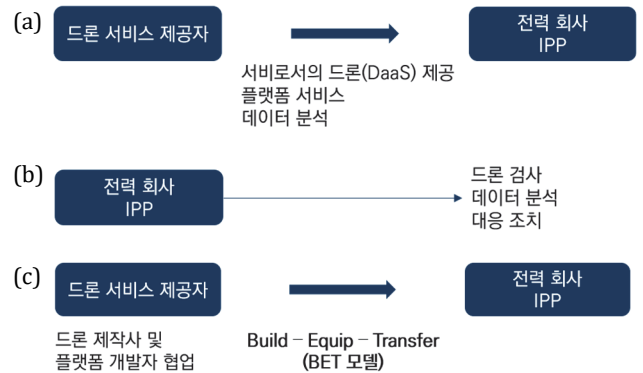 (a)
드론 서비스 제공자
전력 회사
IPP
서비로서의 드론(DaaS) 제공
플랫폼 서비스
데이터 분석
(b)
전력 회사
IPP
드론 검사
데이터 분석
대응 조치
(c)
드론 서비스 제공자
전력 회사
IPP
드론 제작사 및
플랫폼 개발자 협업
Build – Equip – Transfer
(BET 모델)